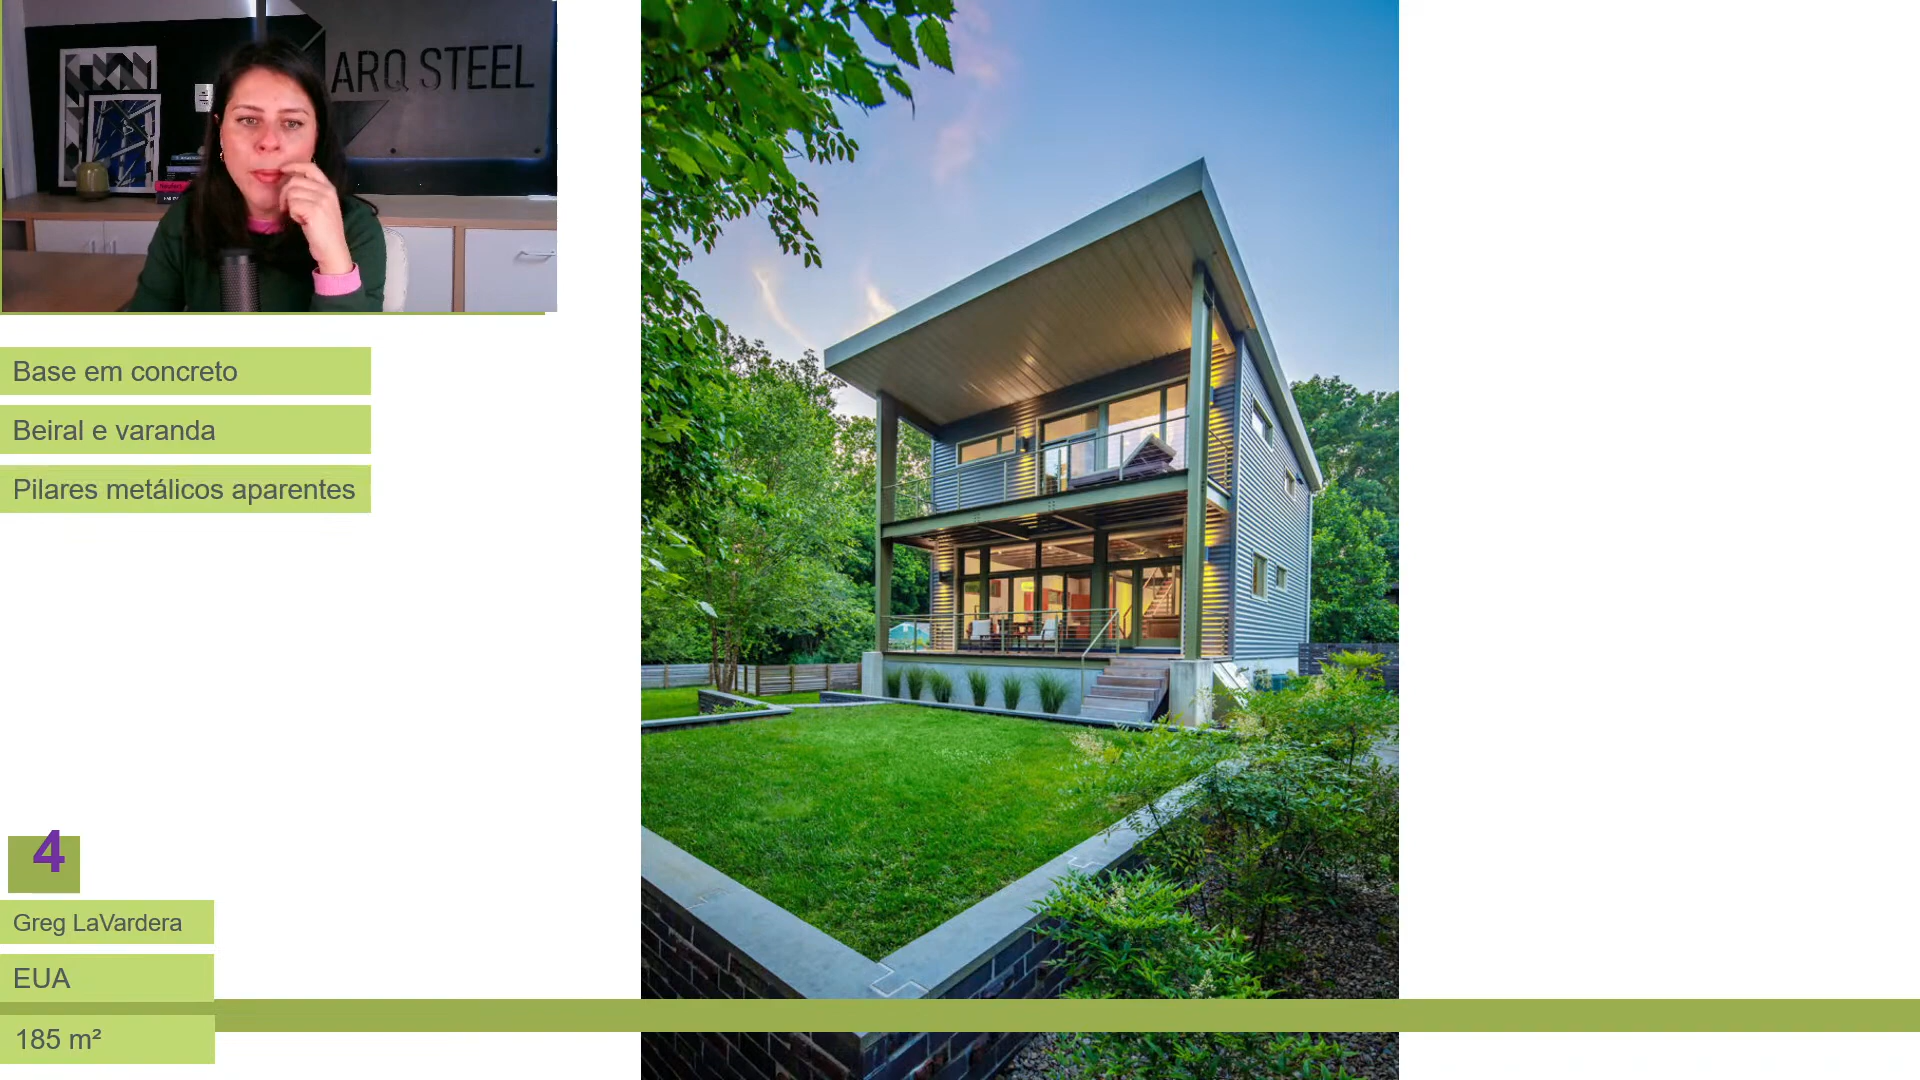 ARQ STEEL
Base em concreto
Beiral e varanda
Pilares metálicos aparentes
4
Greg LaVardera
EUA
185 m²